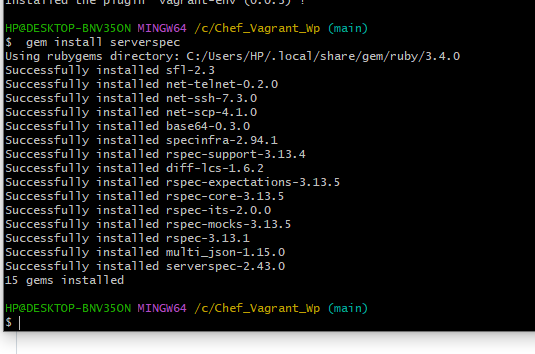 Installed the plugin 'vagrant-env (0.0.3)'!
HP@DESKTOP-BNV35ON MINGW64 /c/Chef_Vagrant_Wp (main)
$  gem install serverspec
Using rubygems directory: C:/Users/HP/.local/share/gem/ruby/3.4.0
Successfully installed sfl-2.3
Successfully installed net-telnet-0.2.0
Successfully installed net-ssh-7.3.0
Successfully installed net-scp-4.1.0
Successfully installed base64-0.3.0
Successfully installed specinfra-2.94.1
Successfully installed rspec-support-3.13.4
Successfully installed diff-lcs-1.6.2
Successfully installed rspec-expectations-3.13.5
Successfully installed rspec-core-3.13.5
Successfully installed rspec-its-2.0.0
Successfully installed rspec-mocks-3.13.5
Successfully installed rspec-3.13.1
Successfully installed multi_json-1.15.0
Successfully installed serverspec-2.43.0
15 gems installed
HP@DESKTOP-BNV35ON MINGW64 /c/Chef_Vagrant_Wp (main)
$